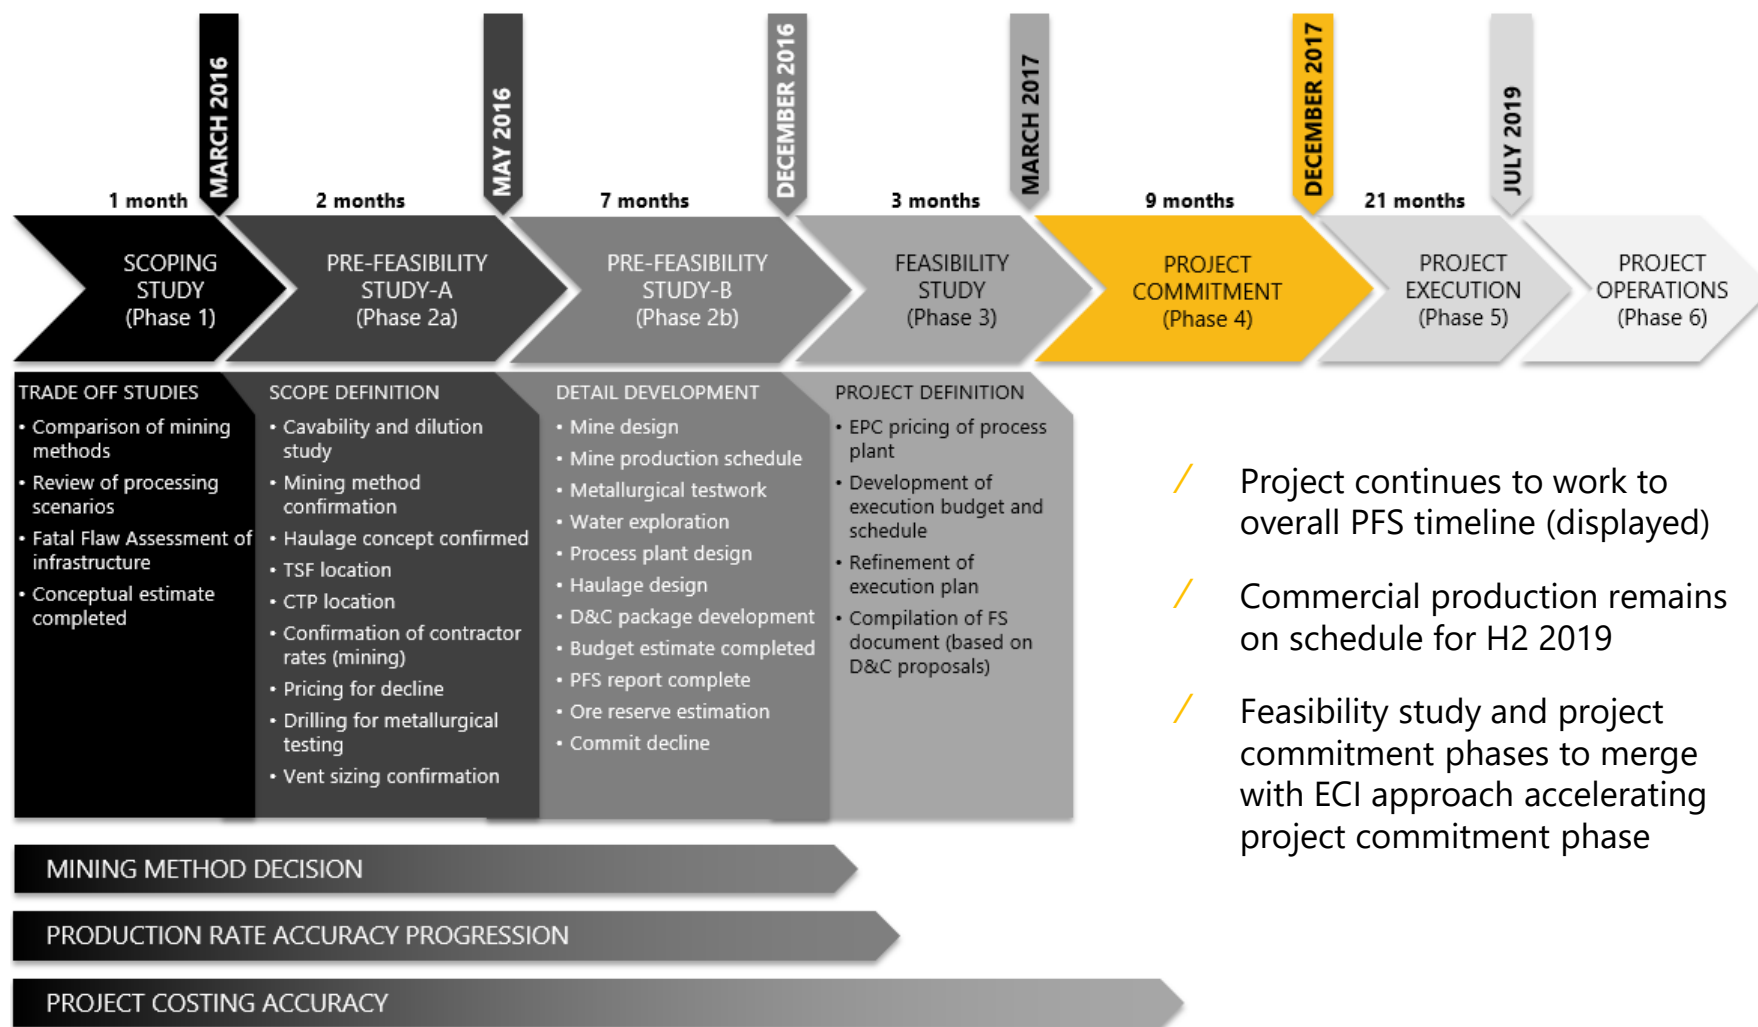 MARCH 2016
MAY 2016
DECEMBER 2016
MARCH 2017
DECEMBER 2017
JULY 2019
1 month
2 months
7 months
3 months
9 months
21 months
SCOPING
STUDY
(Phase 1)
PRE-FEASIBILITY
STUDY-A
(Phase 2a)
PRE-FEASIBILITY
STUDY-B
(Phase 2b)
FEASIBILITY
STUDY
(Phase 3)
PROJECT
COMMITMENT
(Phase 4)
PROJECT
EXECUTION
(Phase 5)
PROJECT
OPERATIONS
(Phase 6)
TRADE OFF STUDIES
• Comparison of mining
methods
• Review of processing
scenarios
• Fatal Flaw Assessment of
infrastructure
• Conceptual estimate
completed
SCOPE DEFINITION
• Cavability and dilution
study
• Mining method
confirmation
• Haulage concept confirmed
• TSF location
• CTP location
• Confirmation of contractor
rates (mining)
• Pricing for decline
• Drilling for metallurgical
testing
• Vent sizing confirmation
DETAIL DEVELOPMENT
• Mine design
• Mine production schedule
• Metallurgical testwork
• Water exploration
• Process plant design
• Haulage design
• D&C package development
• Budget estimate completed
• PFS report complete
• Ore reserve estimation
• Commit decline
PROJECT DEFINITION
• EPC pricing of process
plant
• Development of
execution budget and
schedule
• Refinement of
execution plan
• Compilation of FS
document (based on
D&C proposals)
/ Project continues to work to
overall PFS timeline (displayed)
/ Commercial production remains
on schedule for H2 2019
/ Feasibility study and project
commitment phases to merge
with ECI approach accelerating
project commitment phase
MINING METHOD DECISION
PRODUCTION RATE ACCURACY PROGRESSION
PROJECT COSTING ACCURACY